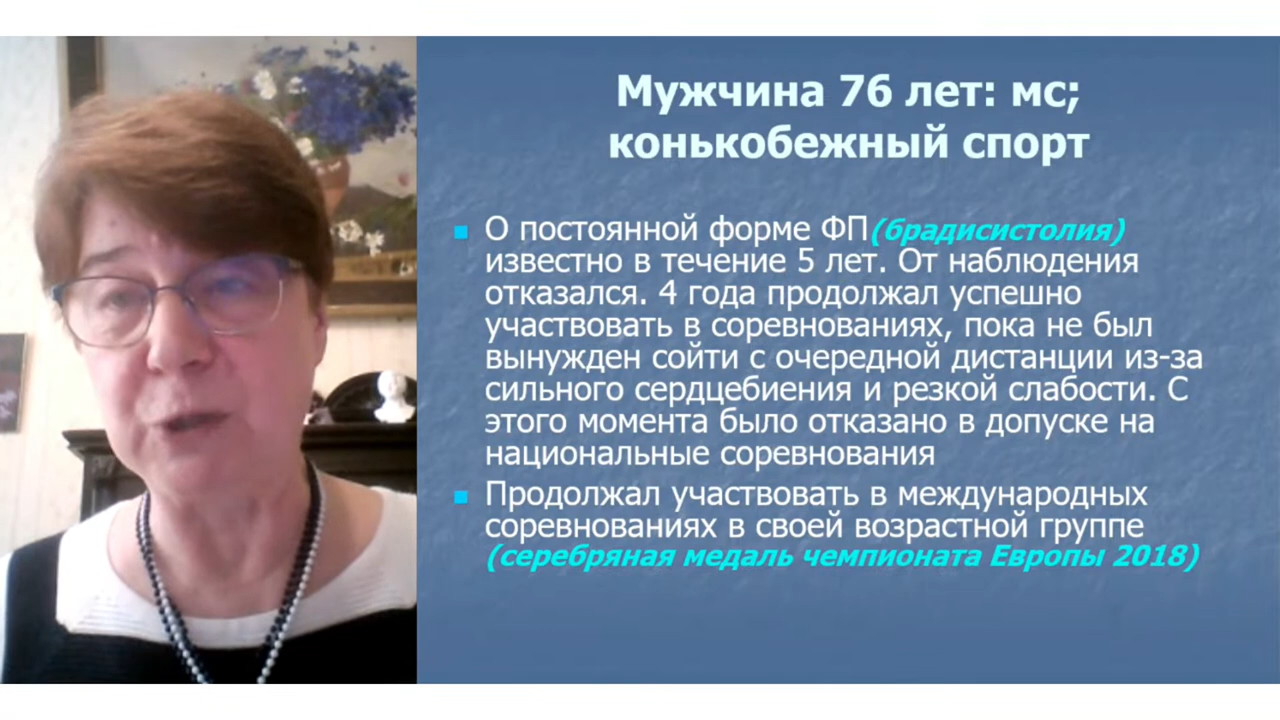 Мужчина 76 лет: мс;
конькобежный спорт
О постоянной форме ФП(брадисистолия)
известно в течение 5 лет. От наблюдения
отказался. 4 года продолжал успешно
участвовать в соревнованиях, пока не был
вынужден сойти с очередной дистанции из-за
сильного сердцебиения и резкой слабости. С
этого момента было отказано в допуске на
национальные соревнования
Продолжал участвовать в международных
соревнованиях в своей возрастной группе
(серебряная медаль чемпионата Европы 2018)